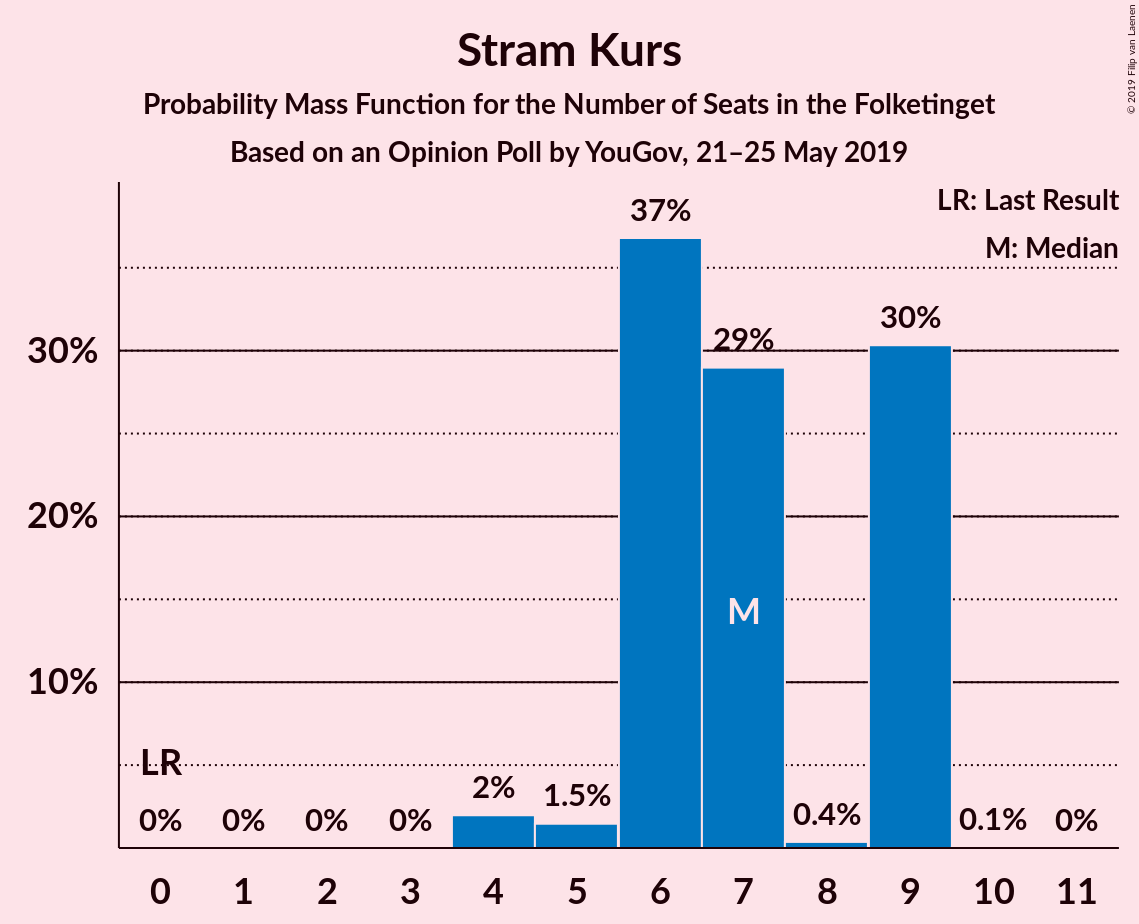 Stram Kurs
Probability Mass Function for the Number of Seats in the Folketinget
Based on an Opinion Poll by YouGov, 21–25 May 2019
© 2019 Filip van Laenen
LR: Last Result
M: Median
37%
30%
29%
30%
20%
M
10%
LR
2%
1.5%
0.4%
0.1%
0%
0%
0%
0%
0%
0 1 2 3 4 5 6 7 8 9 10 11